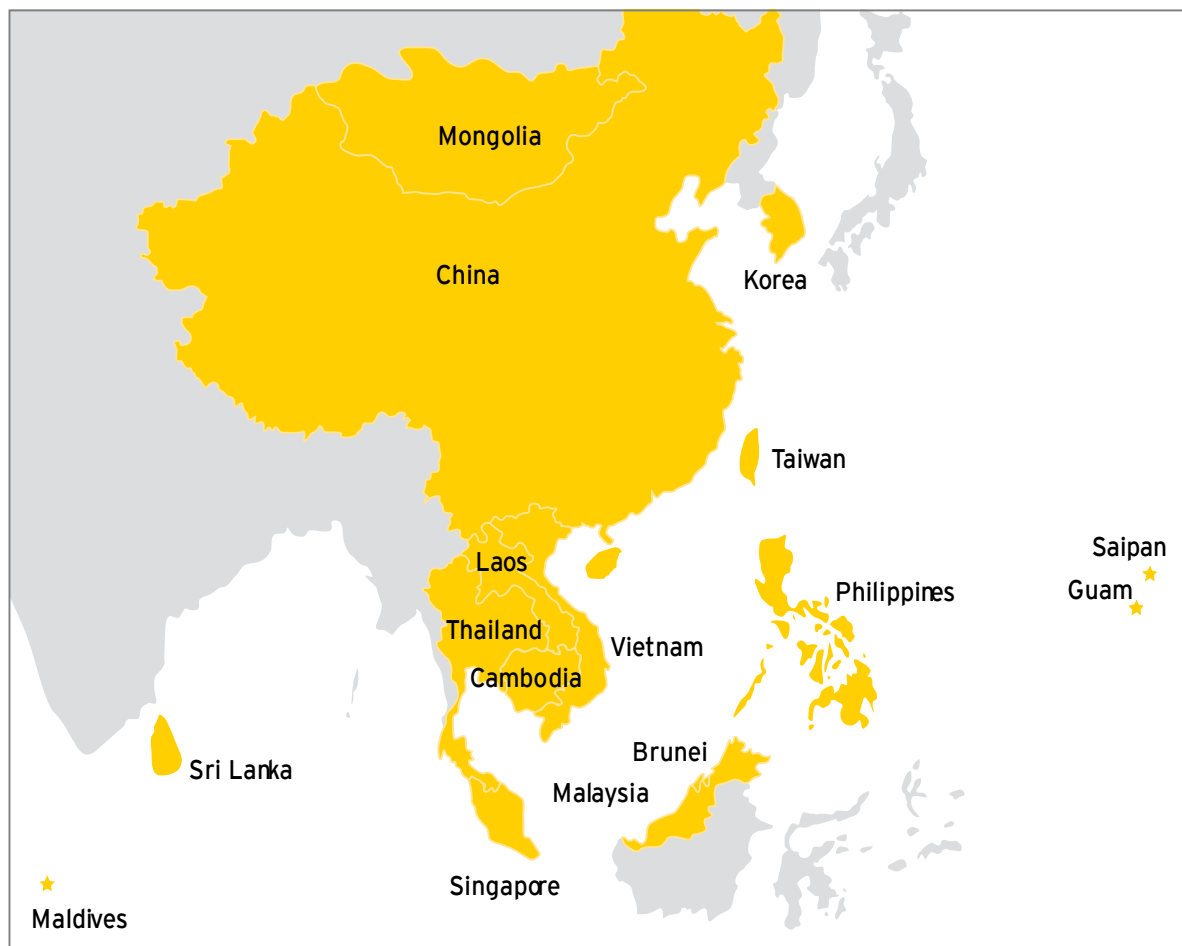 Mongolia
China
Korea
Taiwan
Saipan
Laos
Guam
Philippines
Thailand
Vietnam
Cambodia
Brunei
Sri Lanka
Malaysia
Singapore
Maldives